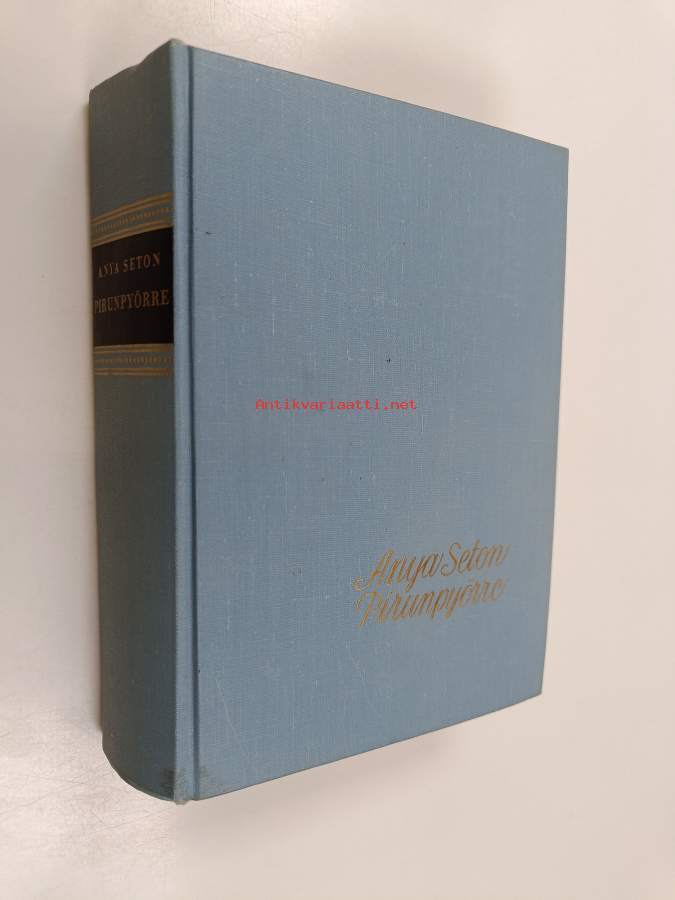 ANYA SETON
PIRUNPYÖRRE
Antikvariaatti.net
Anya Seton
Pirunpyörre